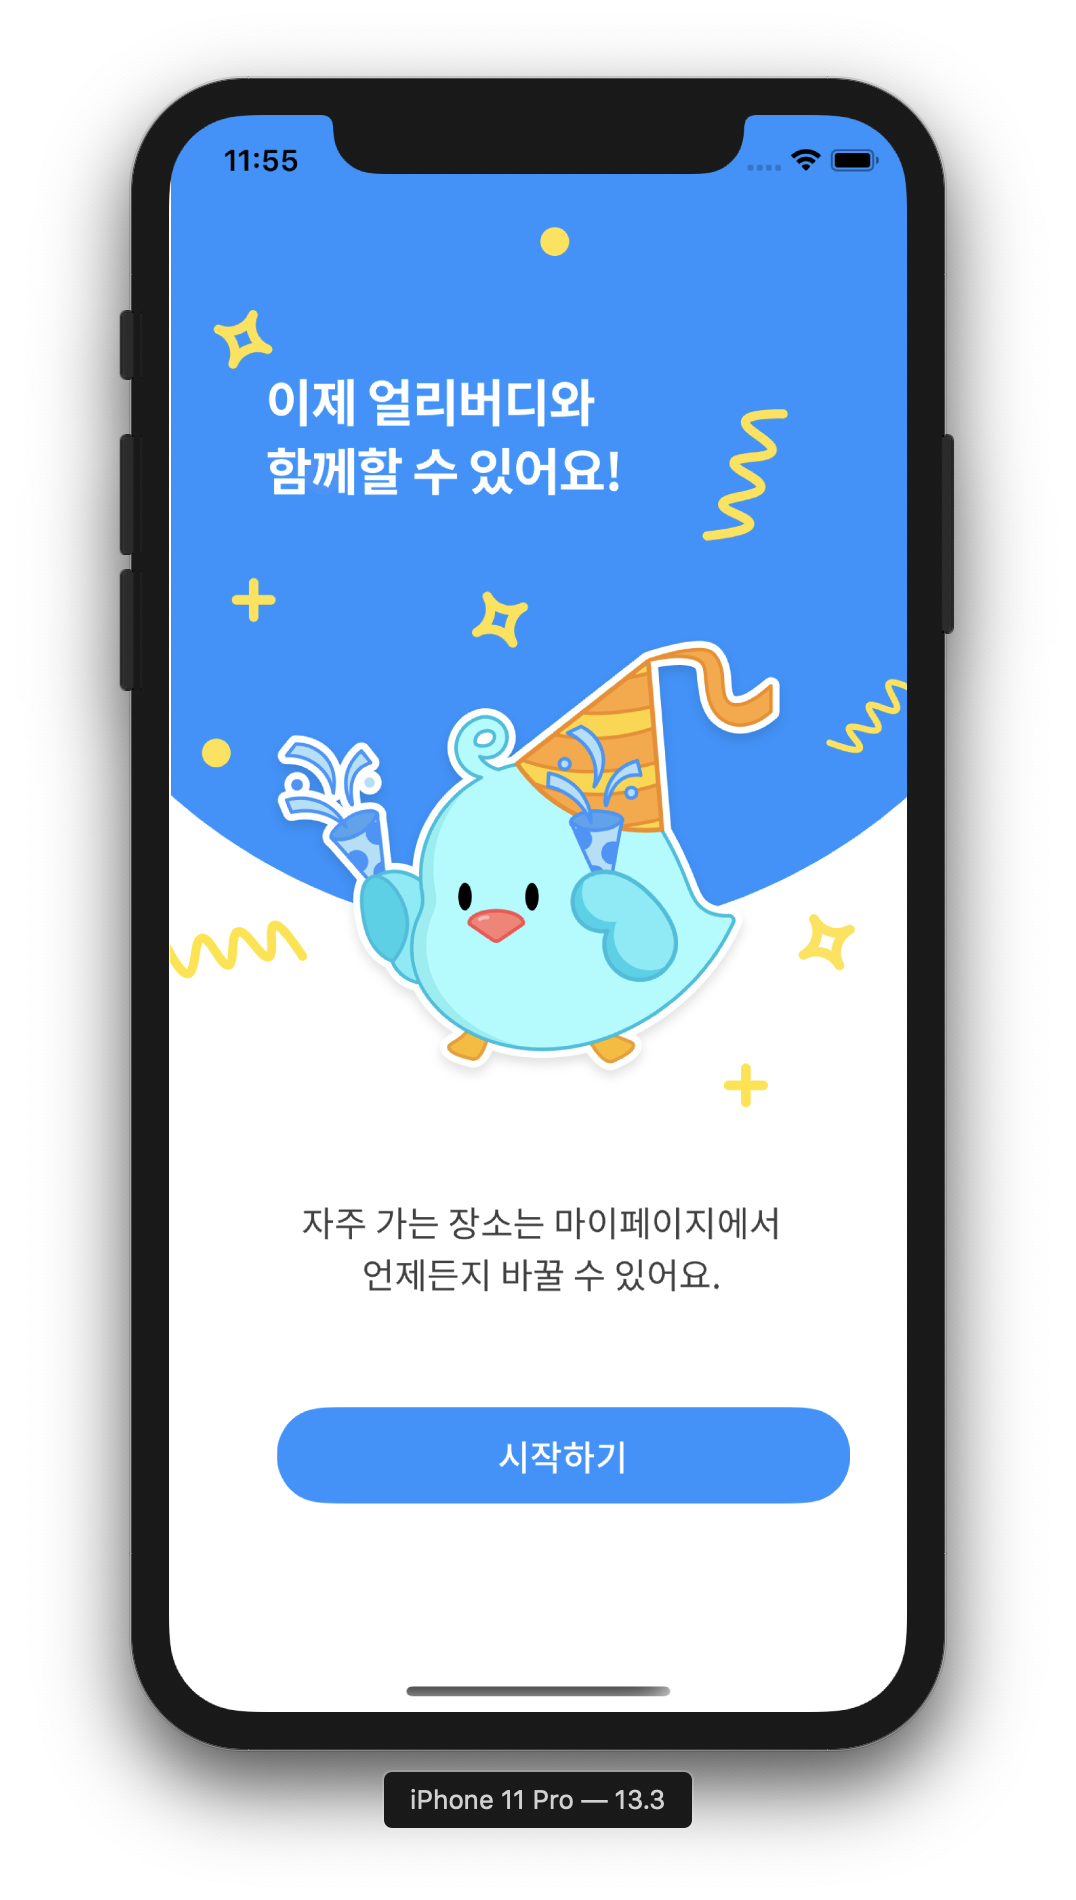 11:55
이제 얼리버디와
함께할 수 있어요!
자주 가는 장소는 마이페이지에서
언제든지 바꿀 수 있어요.
시작하기
iPhone 11 Pro — 13.3